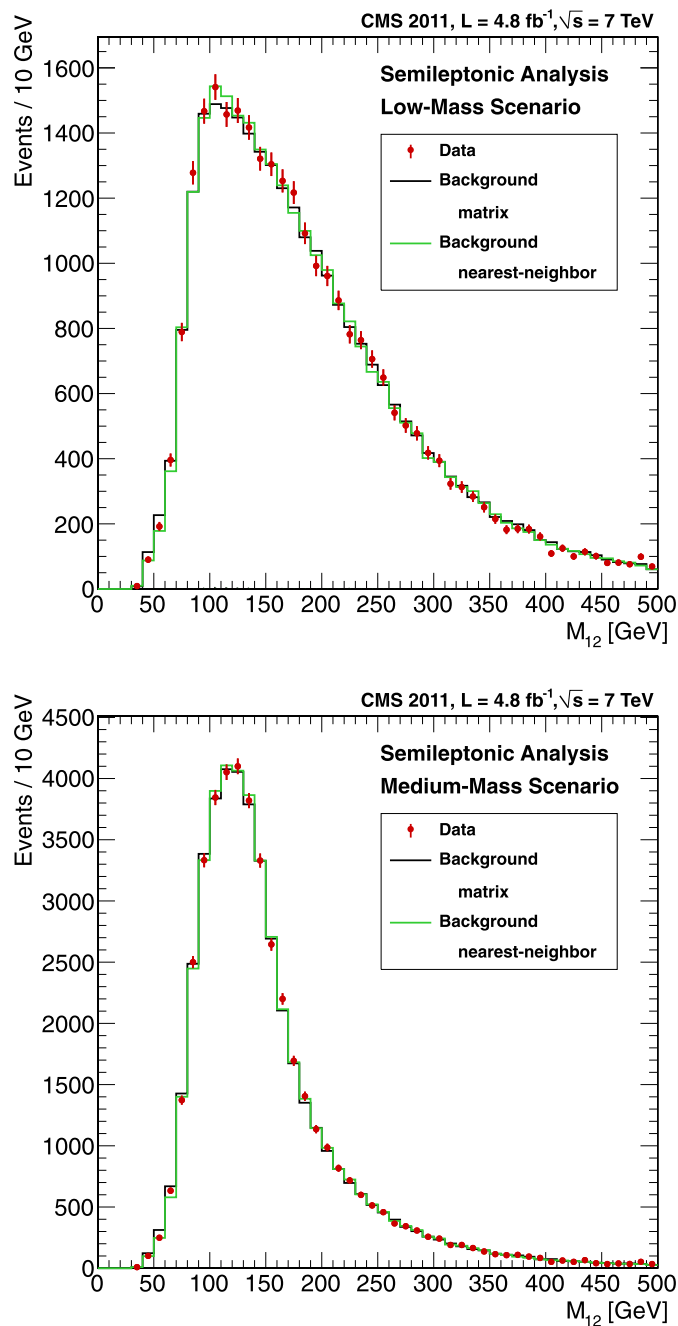 CMS 2011, L = 4.8 fb⁻¹,√s = 7 TeV
Events / 10 GeV
1600
1400
1200
1000
800
600
400
200
0
Semileptonic Analysis
Low-Mass Scenario
Data
Background
matrix
Background
nearest-neighbor
0 50 100 150 200 250 300 350 400 450 500
M₁₂ [GeV]
CMS 2011, L = 4.8 fb⁻¹,√s = 7 TeV
Events / 10 GeV
4500
4000
3500
3000
2500
2000
1500
1000
500
0
Semileptonic Analysis
Medium-Mass Scenario
Data
Background
matrix
Background
nearest-neighbor
0 50 100 150 200 250 300 350 400 450 500
M₁₂ [GeV]